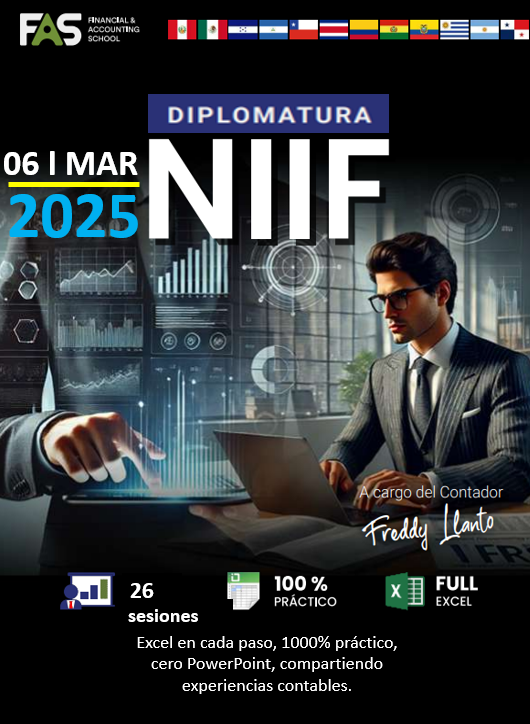 FAS
FINANCIAL &
ACCOUNTING
SCHOOL
DIPLOMATURA
NIIF
06 I MAR
2025
A cargo del Contador
Freddy Llanto
26
sesiones
100 %
PRÁCTICO
FULL
EXCEL
Excel en cada paso, 1000% práctico,
cero PowerPoint, compartiendo
experiencias contables.